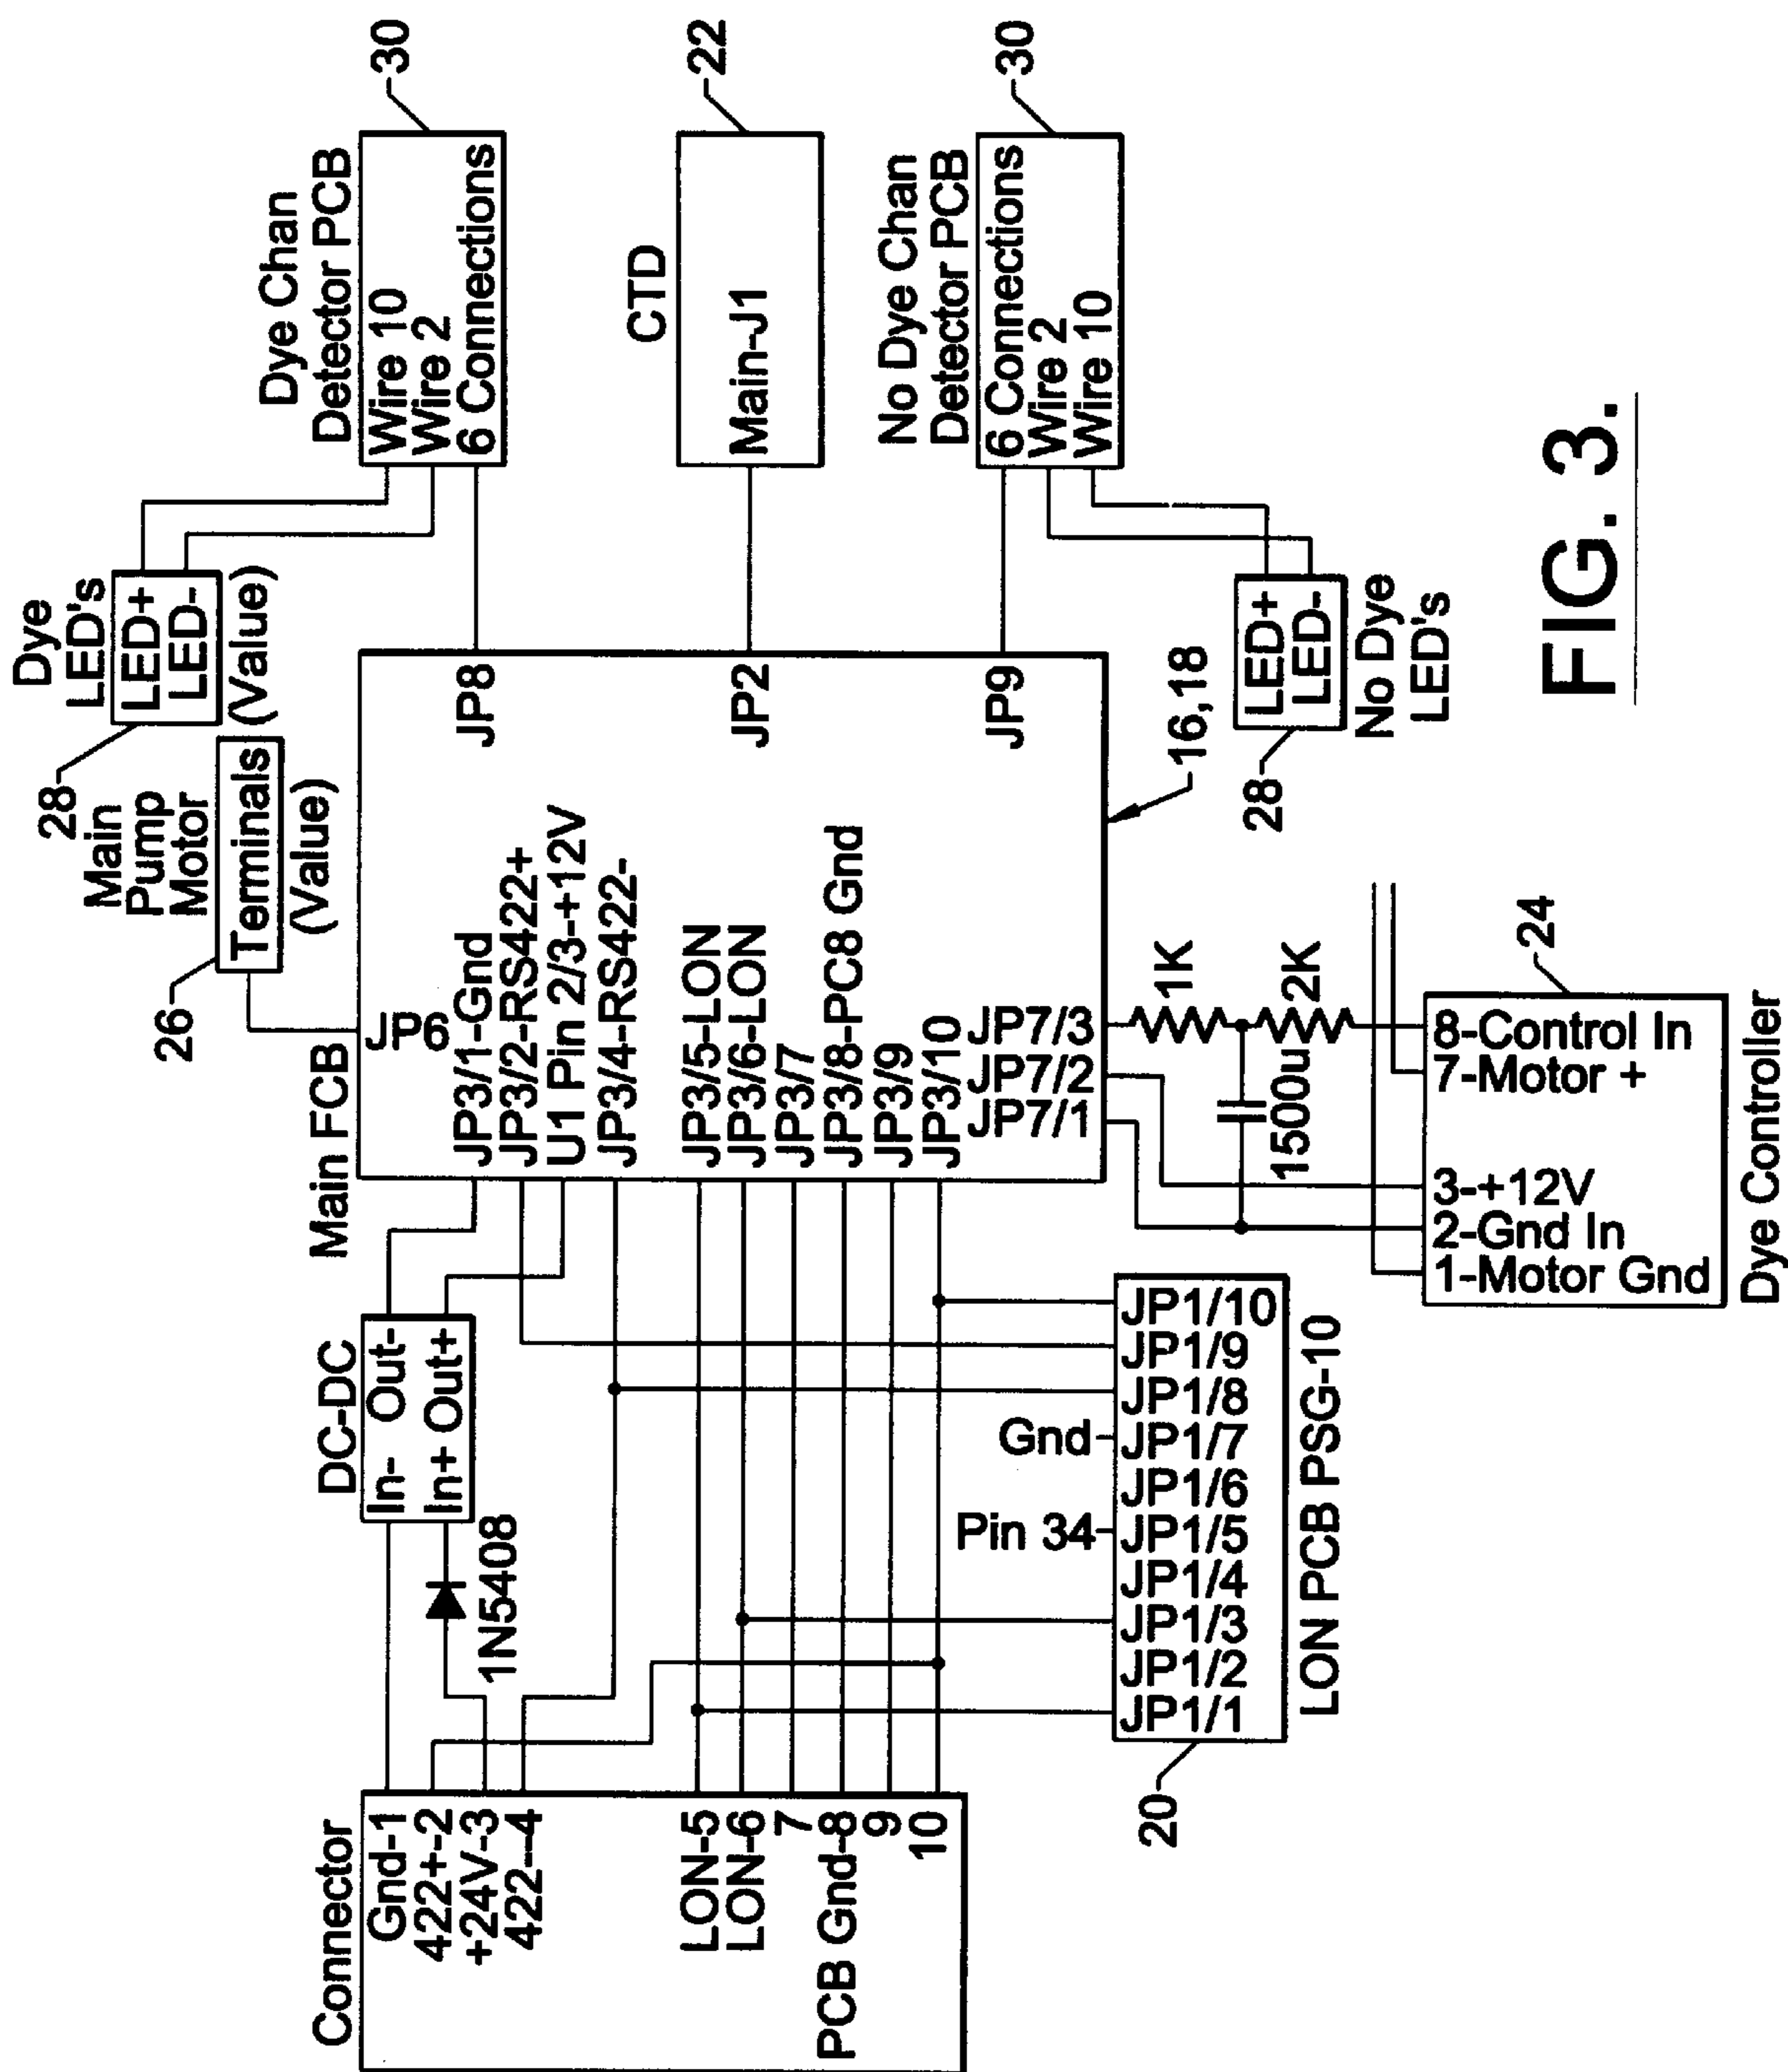 Connector
Gnd-1
422+-2
+24V-3
422--4
LON-5
LON-6
7
PCB Gnd-8
9
10
DC-DC
In- Out-
In+ Out+
1N5408
Main FCB
JP6
JP3/1-Gnd
JP3/2-RS422+
U1 Pin 2/3-+12V
JP3/4-RS422-
JP3/5-LON
JP3/6-LON
JP3/7
JP3/8-PC8 Gnd
JP3/9
JP3/10
JP7/3
JP7/2
JP7/1
JP8
JP2
JP9
16,18
26
Main
Pump
Motor
Terminals
(Value)
28
Dye
LED's
LED+
LED-
(Value)
Dye Chan
Detector PCB
Wire 10
Wire 2
6 Connections
30
CTD
Main-J1
22
No Dye Chan
Detector PCB
6 Connections
Wire 2
Wire 10
30
28
LED+
LED-
No Dye
LED's
Gnd
Pin 34
JP1/10
JP1/9
JP1/8
JP1/7
JP1/6
JP1/5
JP1/4
JP1/3
JP1/2
JP1/1
LON PCB PSG-10
20
1K
2K
1500u
24
8-Control In
7-Motor +
3-+12V
2-Gnd In
1-Motor Gnd
Dye Controller
FIG. 3.